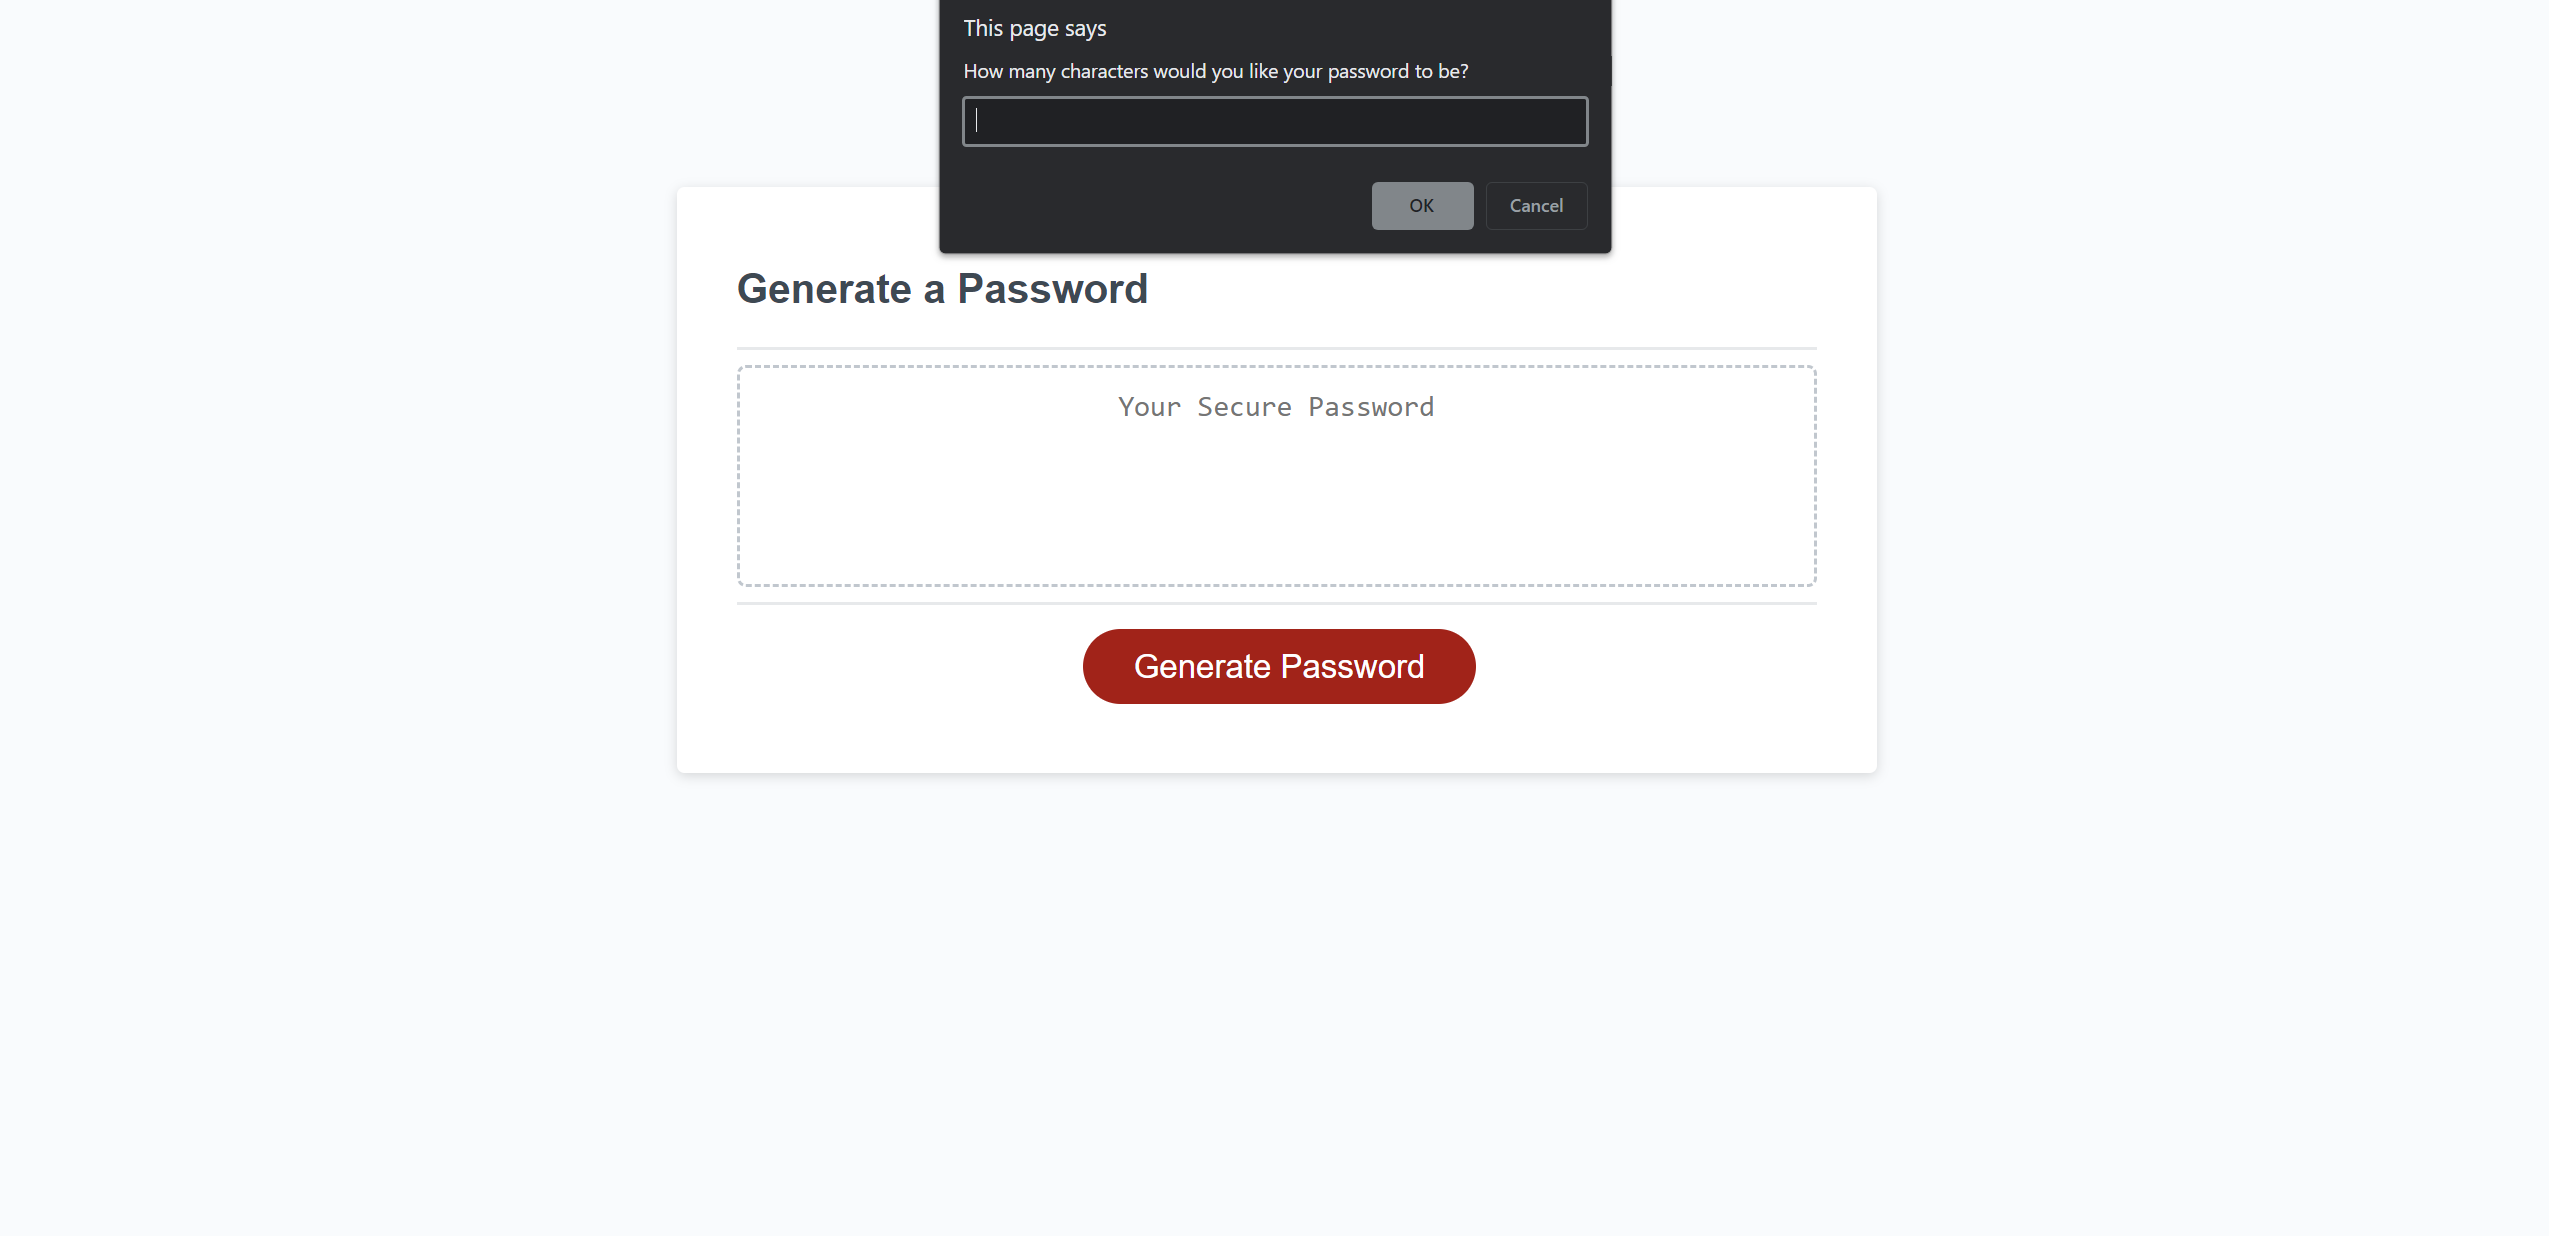 This page says
How many characters would you like your password to be?
OK
Cancel
Generate a Password
Your Secure Password
Generate Password